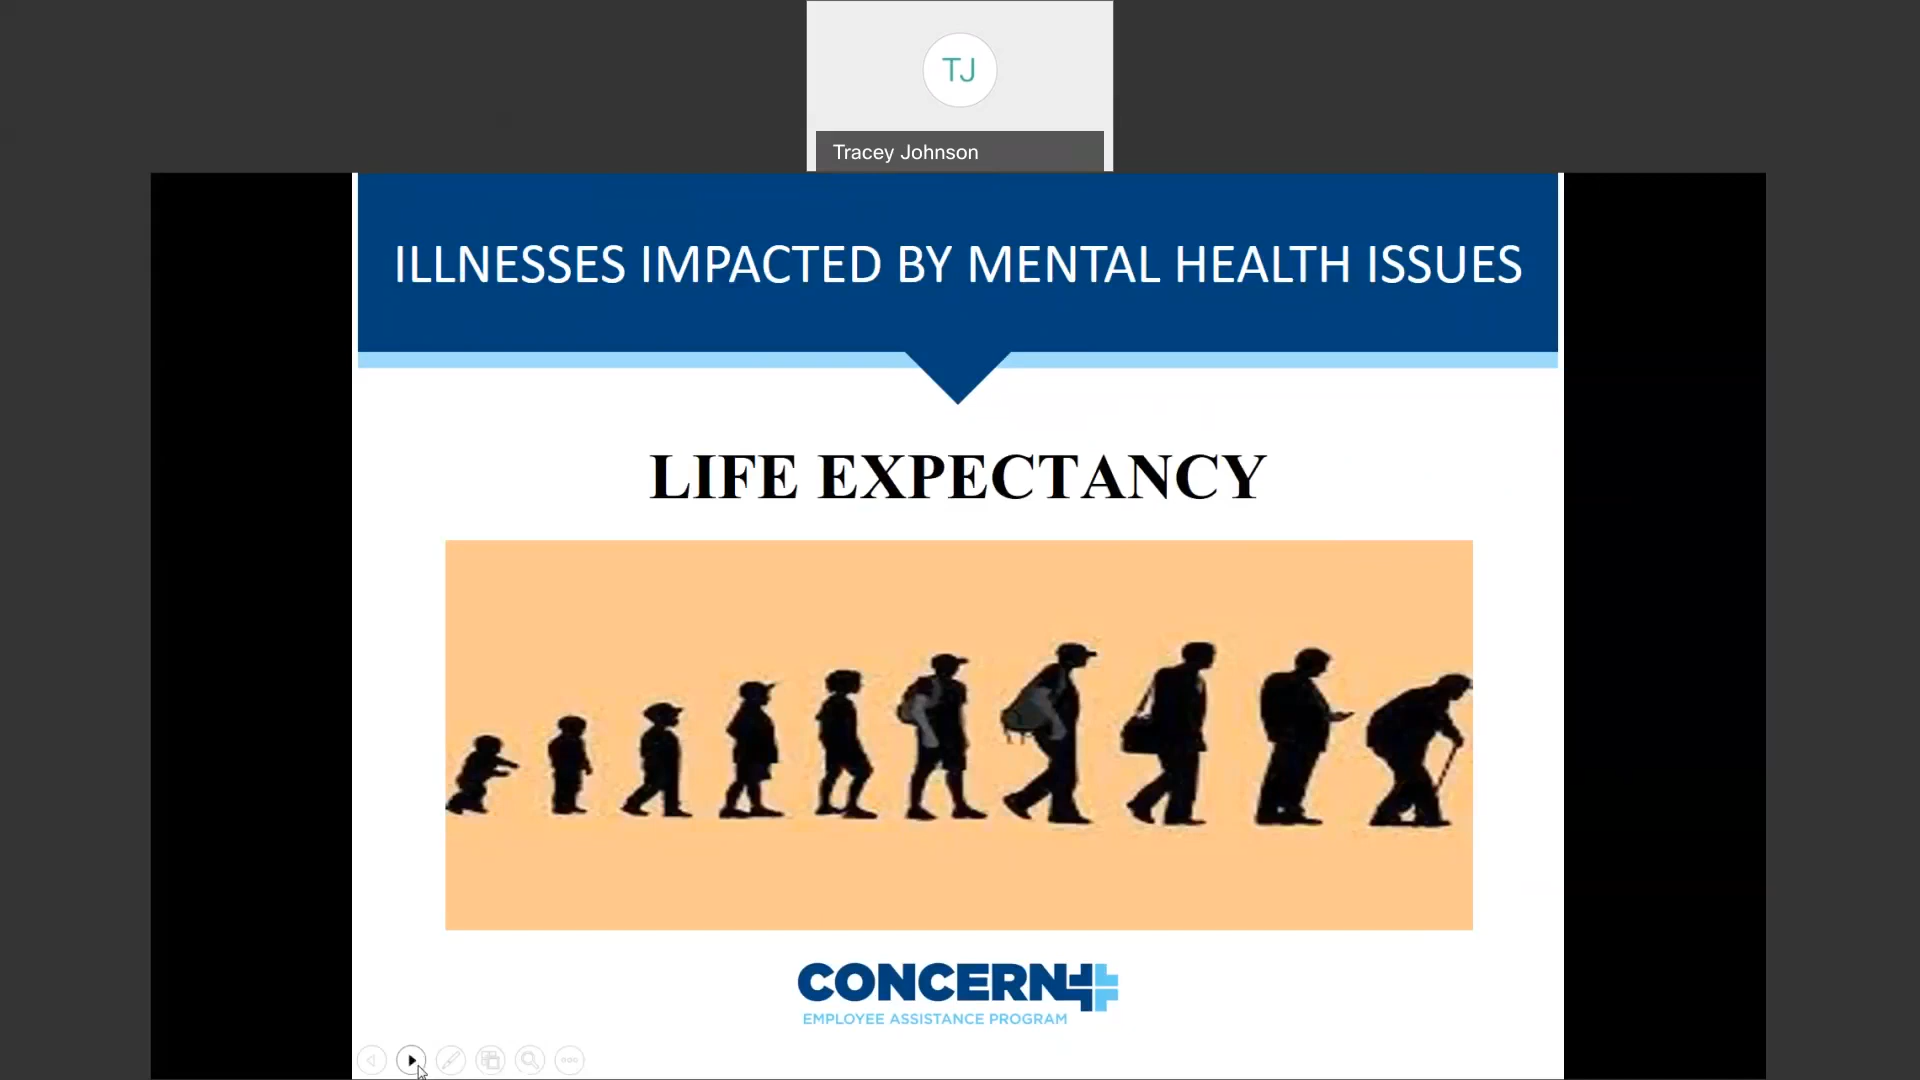 TJ
Tracey Johnson
ILLNESSES IMPACTED BY MENTAL HEALTH ISSUES
LIFE EXPECTANCY
CONCERN
EMPLOYEE ASSISTANCE PROGRAM